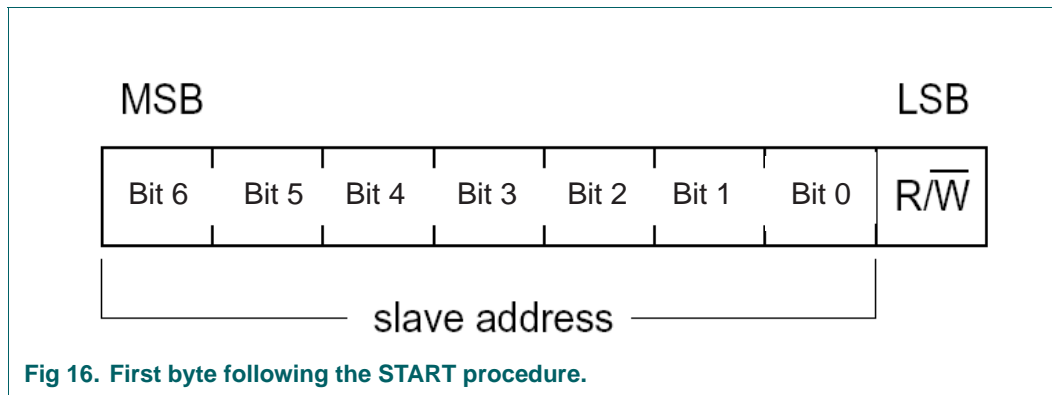 MSB LSB
Bit 6 Bit 5 Bit 4 Bit 3 Bit 2 Bit 1 Bit 0 R/W̅
slave address
Fig 16. First byte following the START procedure.